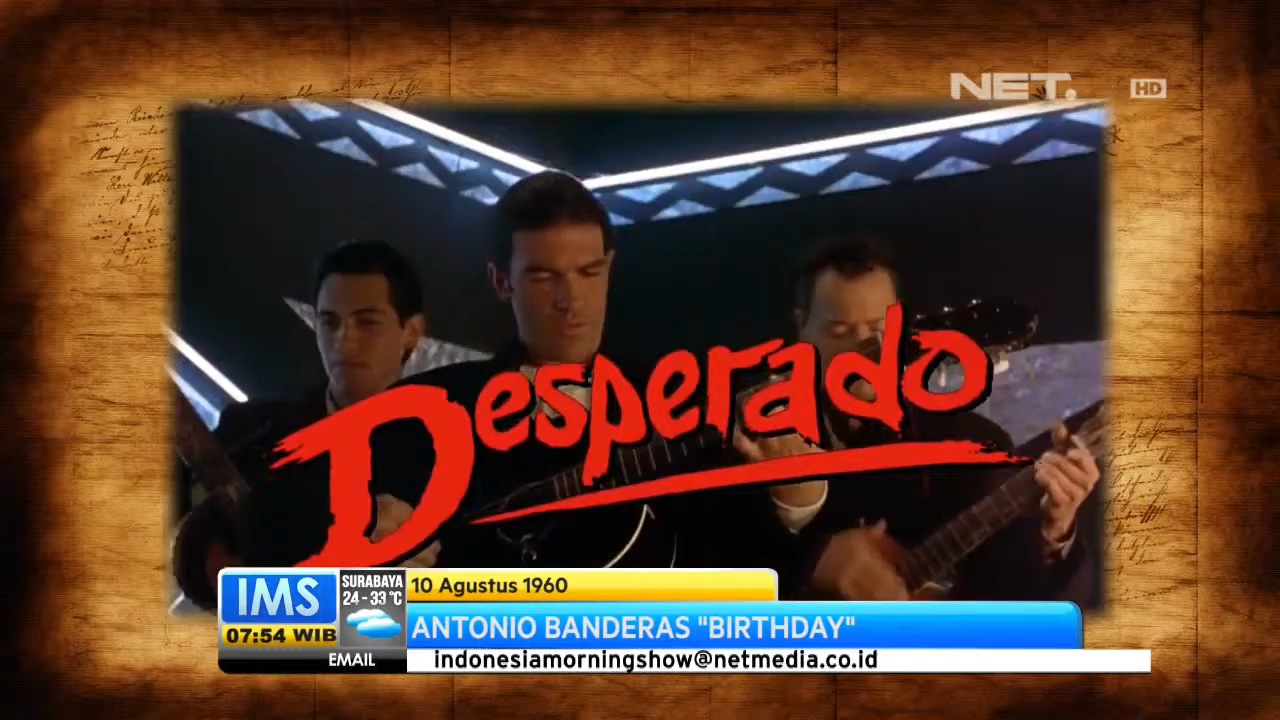 NET.
HD
Desperado
IMS
SURABAYA
24 - 33 °C
10 Agustus 1960
07:54 WIB
ANTONIO BANDERAS "BIRTHDAY"
EMAIL
indonesiamorningshow@netmedia.co.id